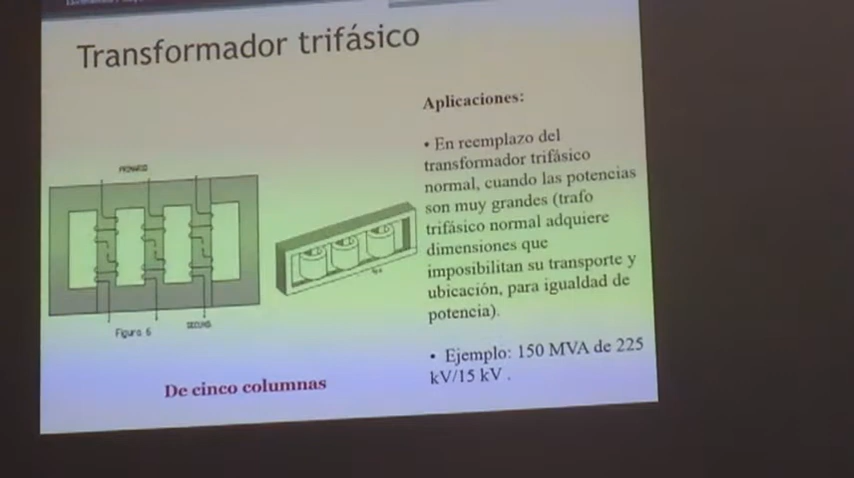 Transformador trifásico
Aplicaciones:
• En reemplazo del
transformador trifásico
normal, cuando las potencias
son muy grandes (trafo
trifásico normal adquiere
dimensiones que
imposibilitan su transporte y
ubicación, para igualdad de
potencia).
• Ejemplo: 150 MVA de 225
kV/15 kV .
PRIMARIO
Figura 6
De cinco columnas